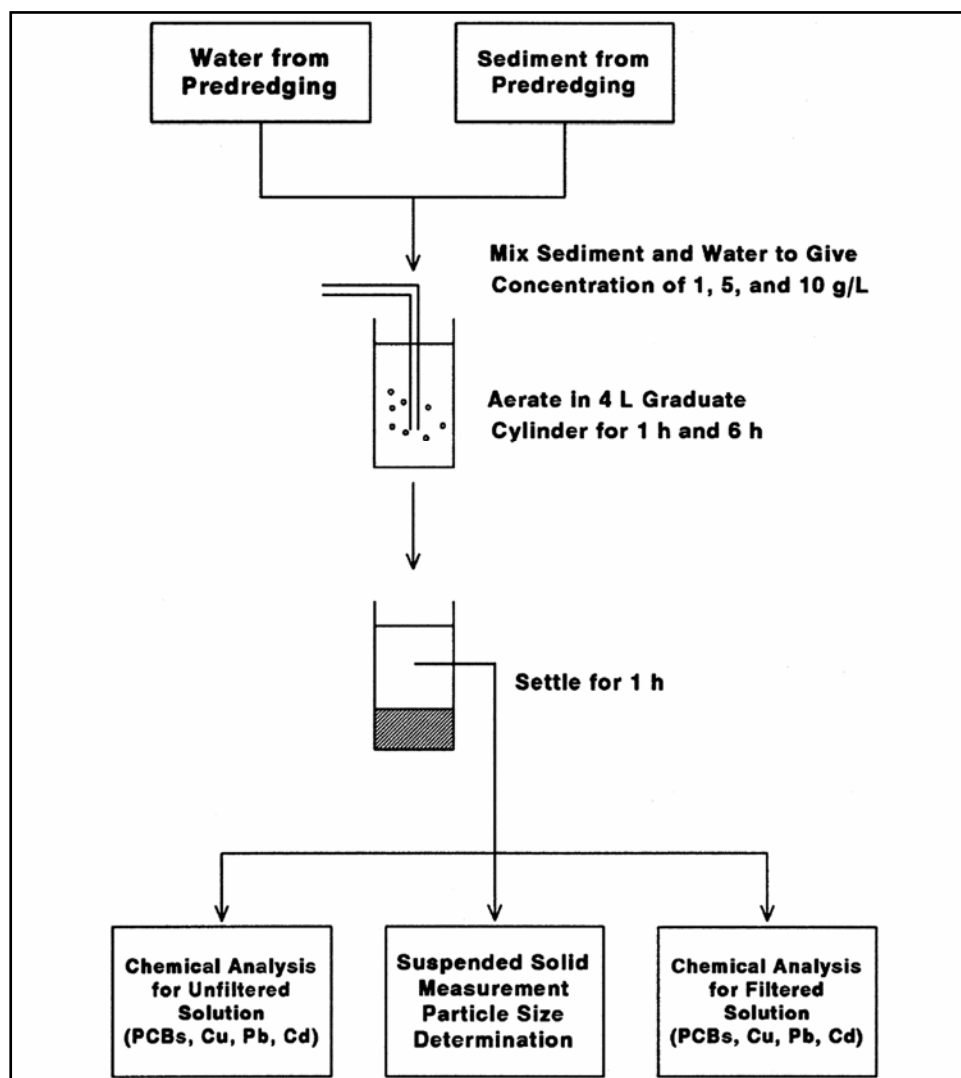 Water from
Predredging
Sediment from
Predredging
Mix Sediment and Water to Give
Concentration of 1, 5, and 10 g/L
Aerate in 4 L Graduate
Cylinder for 1 h and 6 h
Settle for 1 h
Chemical Analysis
for Unfiltered
Solution
(PCBs, Cu, Pb, Cd)
Suspended Solid
Measurement
Particle Size
Determination
Chemical Analysis
for Filtered
Solution
(PCBs, Cu, Pb, Cd)